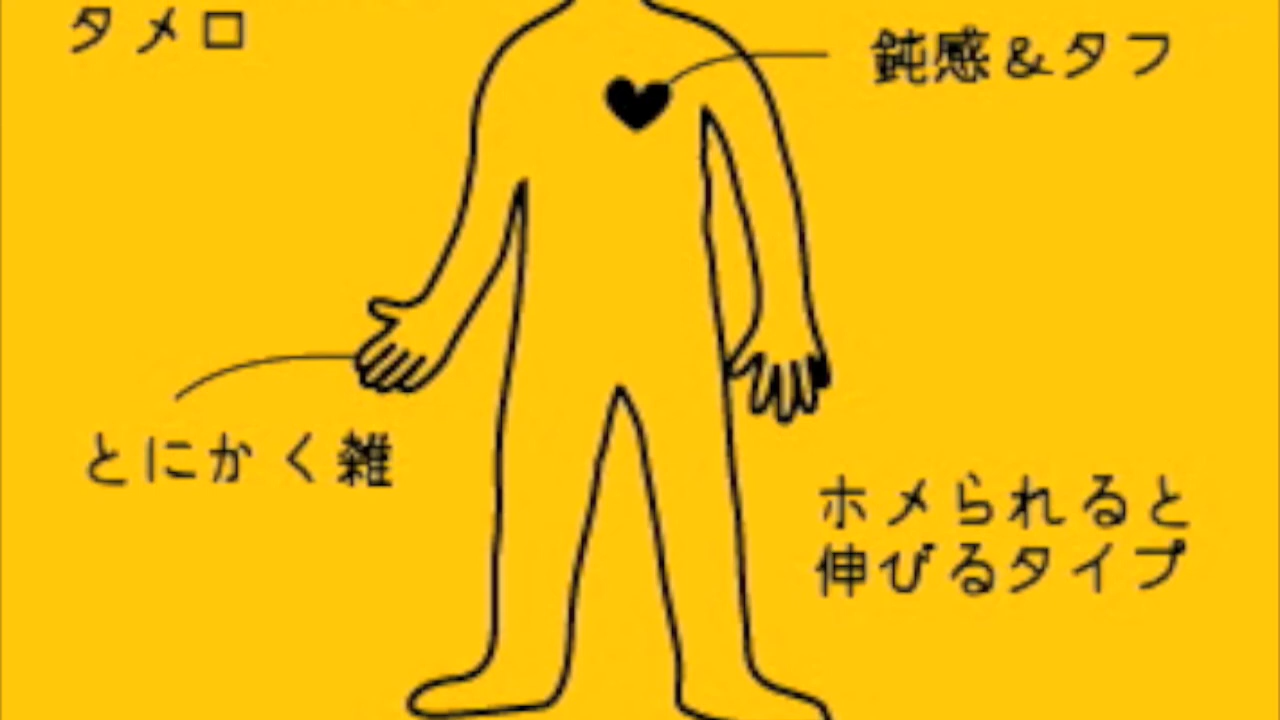 タメロ
鈍感&タフ
とにかく雑
ホメられると
伸びるタイプ